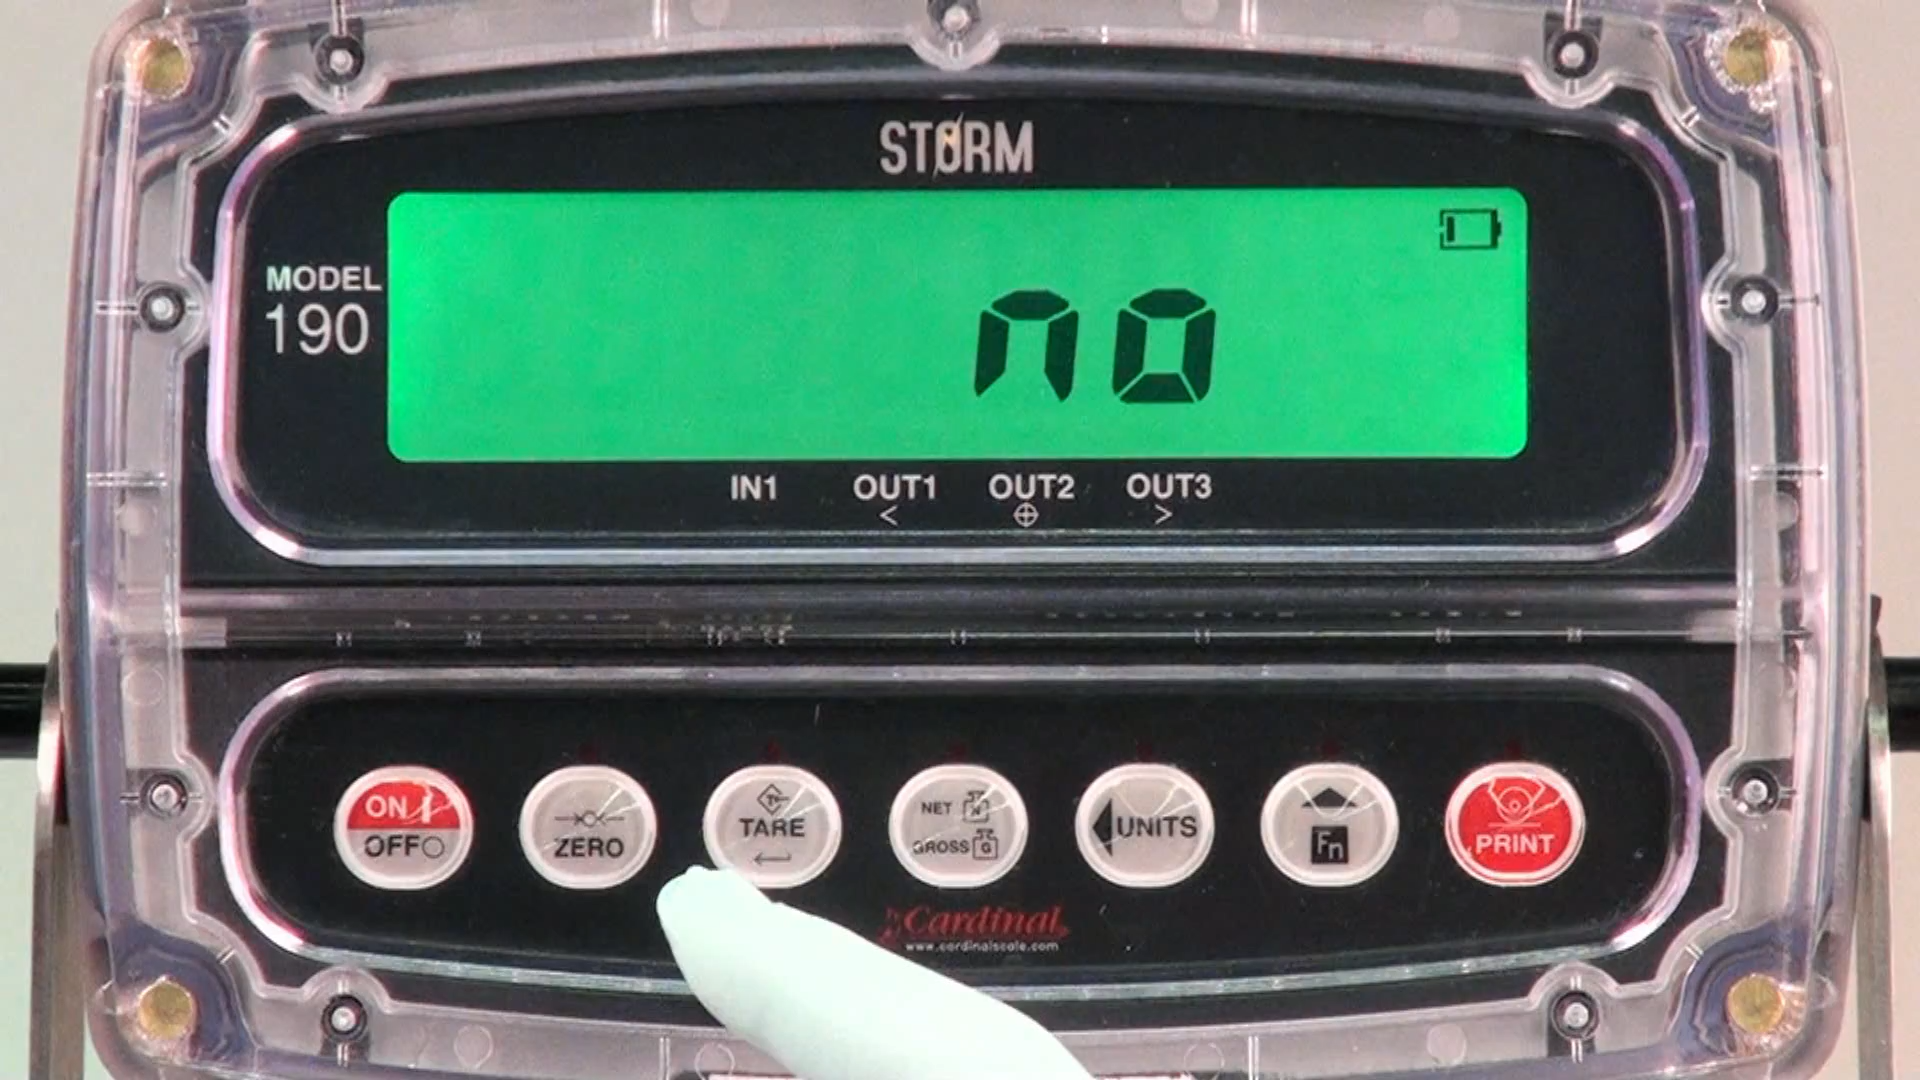 STORM
MODEL
190
no
IN1 OUT1 OUT2 OUT3
< ⊕ >
ON
OFF
ZERO
T
TARE
NET N
GROSS G
UNITS
Fn
PRINT
Cardinal
www.cardinalscale.com